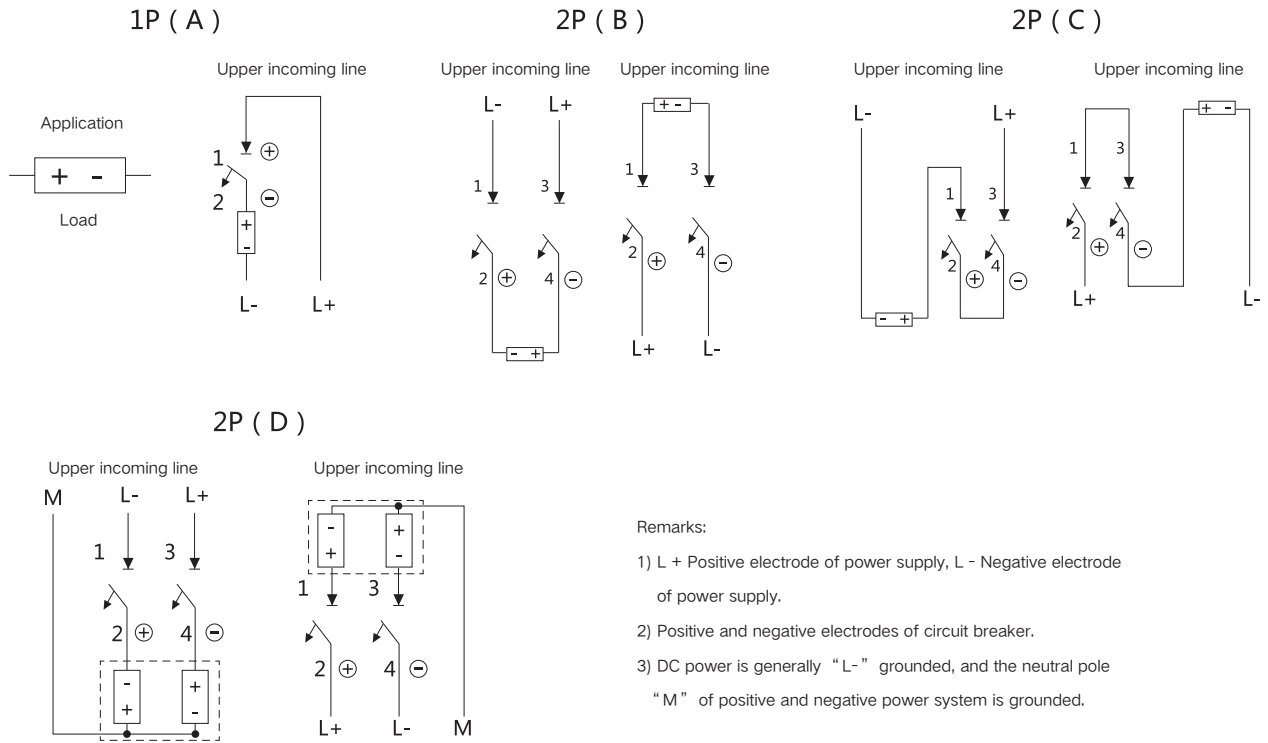 1P ( A )
2P ( B )
2P ( C )
Application
+ -
Load
Upper incoming line
1 +
2 -
+
-
L- L+
Upper incoming line
L- L+
1 3
2 + 4 -
- +
Upper incoming line
+ -
1 3
2 + 4 -
L+ L-
Upper incoming line
L- L+
1 3
2 + 4 -
- +
Upper incoming line
+ -
1 3
2 + 4 -
L+ L-
2P ( D )
Upper incoming line
M L- L+
1 3
2 + 4 -
- +
+ -
Upper incoming line
- +
+ -
1 3
2 + 4 -
L+ L- M
Remarks:
1) L + Positive electrode of power supply, L - Negative electrode
of power supply.
2) Positive and negative electrodes of circuit breaker.
3) DC power is generally “L-” grounded, and the neutral pole
“M” of positive and negative power system is grounded.